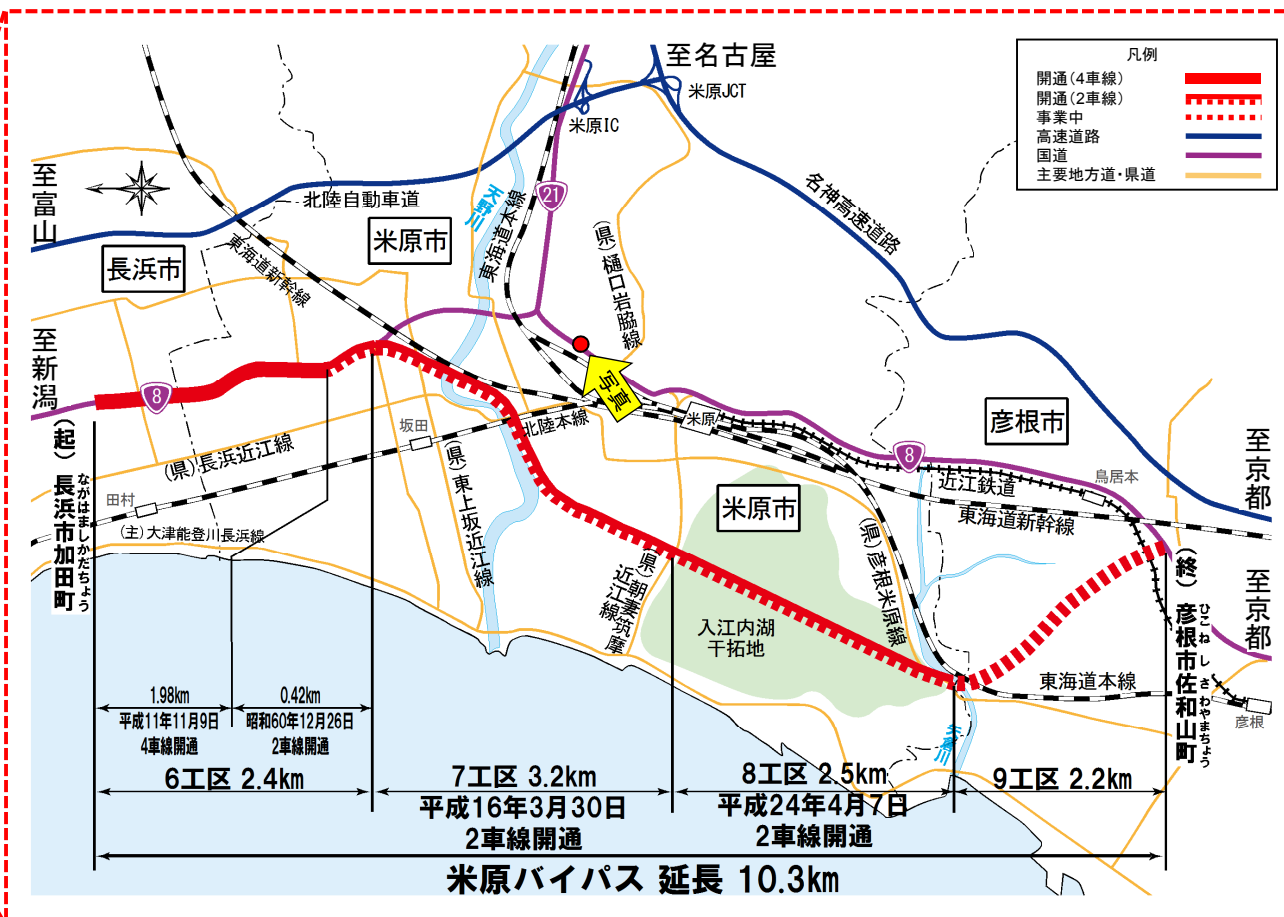 凡例
開通(4車線)
開通(2車線)
事業中
高速道路
国道
主要地方道・県道
至名古屋
米原JCT
米原IC
至富山
北陸自動車道
天野川
東海道本線
21
(県)樋口岩脇線
名神高速道路
米原市
長浜市
東海道新幹線
至新潟
8
写真
坂田
北陸本線
米原
彦根市
8
鳥居本
近江鉄道
東海道新幹線
至京都
(県)長浜近江線
田村
(主)大津能登川長浜線
(県)東上坂近江線
米原市
(県)彦根米原線
(県)朝妻筑摩
近江線
入江内湖
干拓地
(起)長浜市加田町
ながはましかだちょう
(終)彦根市佐和山町
ひこねしさわやまちょう
至京都
東海道本線
彦根
矢倉川
1.98km
平成11年11月9日
4車線開通
0.42km
昭和60年12月26日
2車線開通
6工区 2.4km
7工区 3.2km
平成16年3月30日
2車線開通
8工区 2.5km
平成24年4月7日
2車線開通
9工区 2.2km
米原バイパス 延長 10.3km